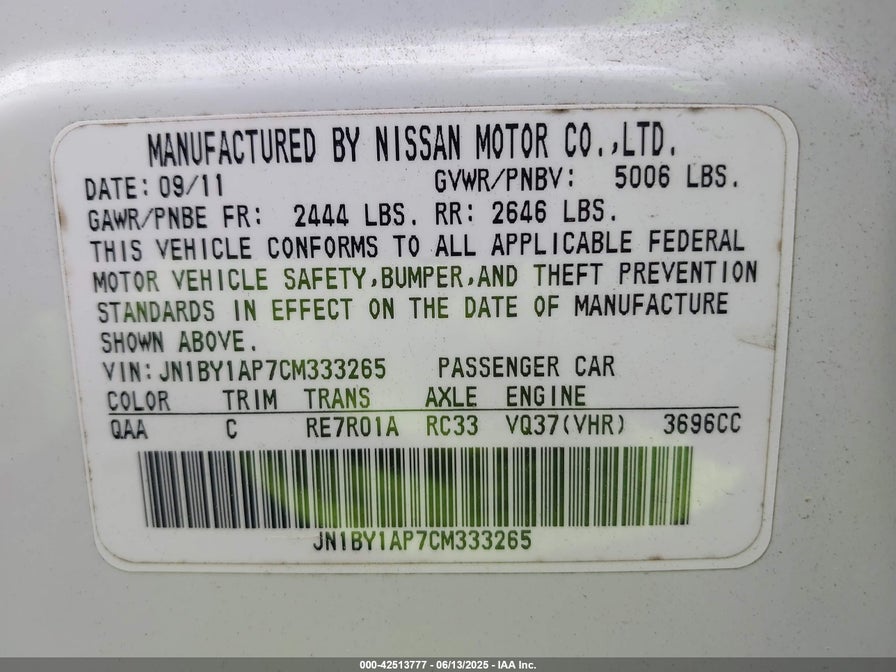 MANUFACTURED BY NISSAN MOTOR CO.,LTD.
DATE: 09/11 GVWR/PNBV: 5006 LBS.
GAWR/PNBE FR: 2444 LBS. RR: 2646 LBS.
THIS VEHICLE CONFORMS TO ALL APPLICABLE FEDERAL
MOTOR VEHICLE SAFETY,BUMPER,AND THEFT PREVENTION
STANDARDS IN EFFECT ON THE DATE OF MANUFACTURE
SHOWN ABOVE.
VIN: JN1BY1AP7CM333265 PASSENGER CAR
COLOR TRIM TRANS AXLE ENGINE
QAA C RE7R01A RC33 VQ37(VHR) 3696CC
JN1BY1AP7CM333265
000-42513777 - 06/13/2025 - IAA Inc.